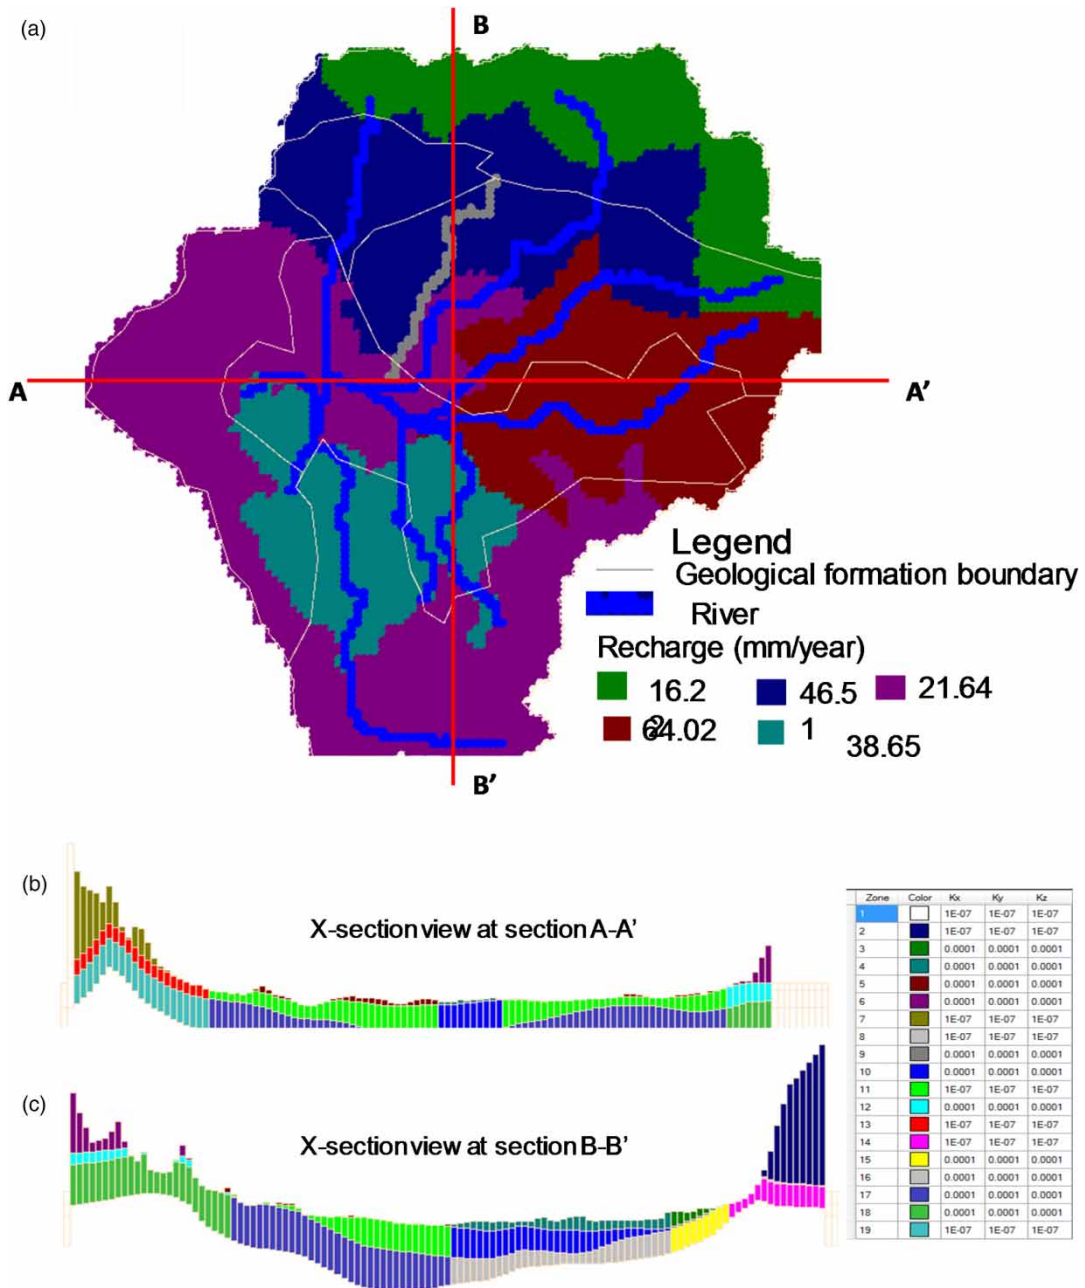 (a)
B
A
A'
Legend
Geological formation boundary
River
Recharge (mm/year)
16.2 46.5 21.64
2
64.02 1 38.65
B'
(b)
X-section view at section A-A'
(c)
X-section view at section B-B'
Zone Color Kx Ky Kz
1 1E-07 1E-07 1E-07
2 1E-07 1E-07 1E-07
3 0.0001 0.0001 0.0001
4 0.0001 0.0001 0.0001
5 0.0001 0.0001 0.0001
6 0.0001 0.0001 0.0001
7 1E-07 1E-07 1E-07
8 1E-07 1E-07 1E-07
9 0.0001 0.0001 0.0001
10 0.0001 0.0001 0.0001
11 1E-07 1E-07 1E-07
12 0.0001 0.0001 0.0001
13 1E-07 1E-07 1E-07
14 1E-07 1E-07 1E-07
15 0.0001 0.0001 0.0001
16 0.0001 0.0001 0.0001
17 0.0001 0.0001 0.0001
18 0.0001 0.0001 0.0001
19 1E-07 1E-07 1E-07